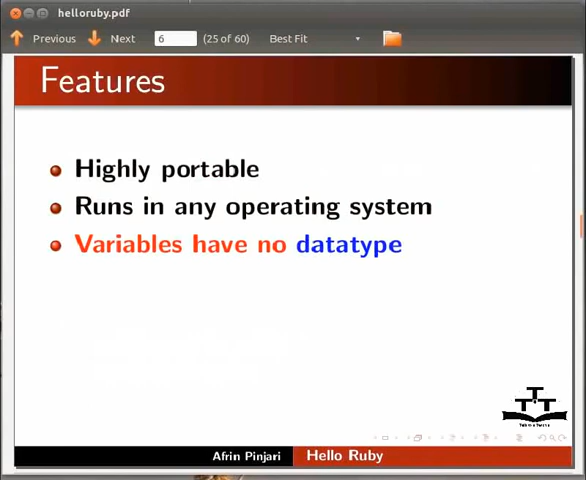 helloruby.pdf
Previous Next 6 (25 of 60) Best Fit
Features
Highly portable
Runs in any operating system
Variables have no datatype
T
T T
Afrin Pinjari Hello Ruby